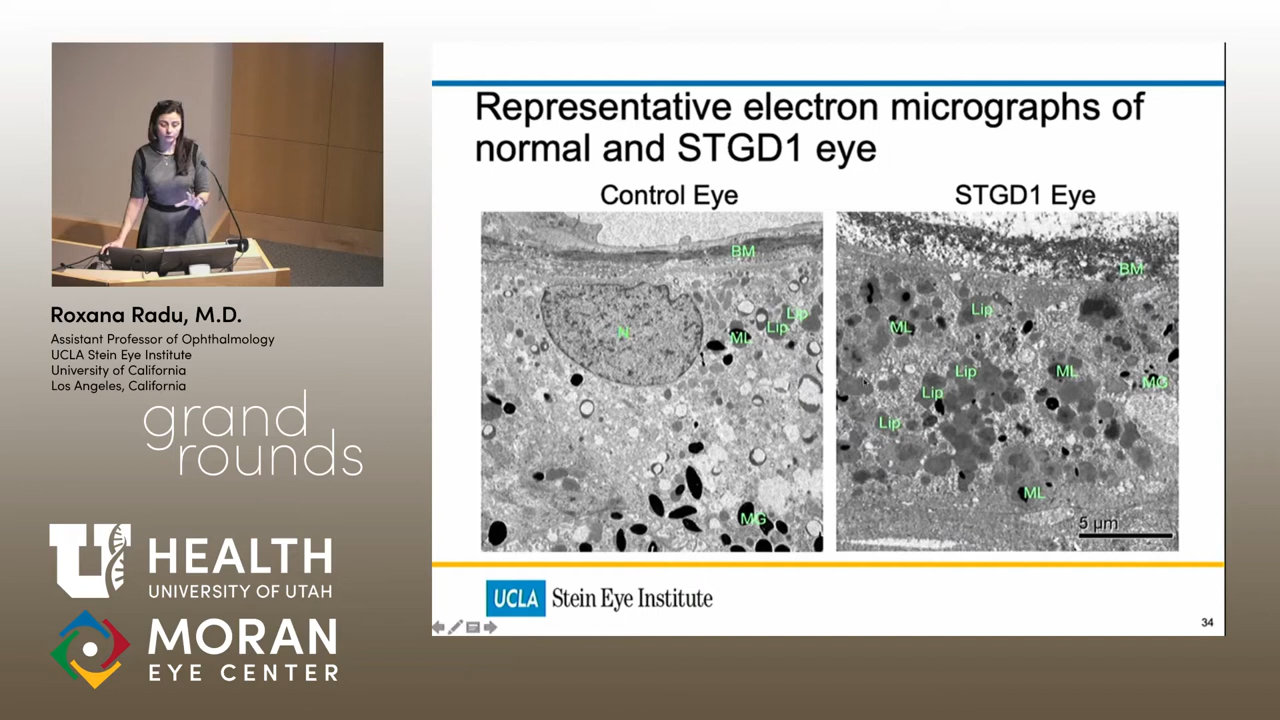 Representative electron micrographs of
normal and STGD1 eye
Control Eye
STGD1 Eye
BM
N
Lip
Lip
ML
MG
BM
Lip
ML
Lip
ML
MG
Lip
Lip
ML
5 µm
UCLA Stein Eye Institute
34
Roxana Radu, M.D.
Assistant Professor of Ophthalmology
UCLA Stein Eye Institute
University of California
Los Angeles, California
grand
rounds
U HEALTH
UNIVERSITY OF UTAH
MORAN
EYE CENTER